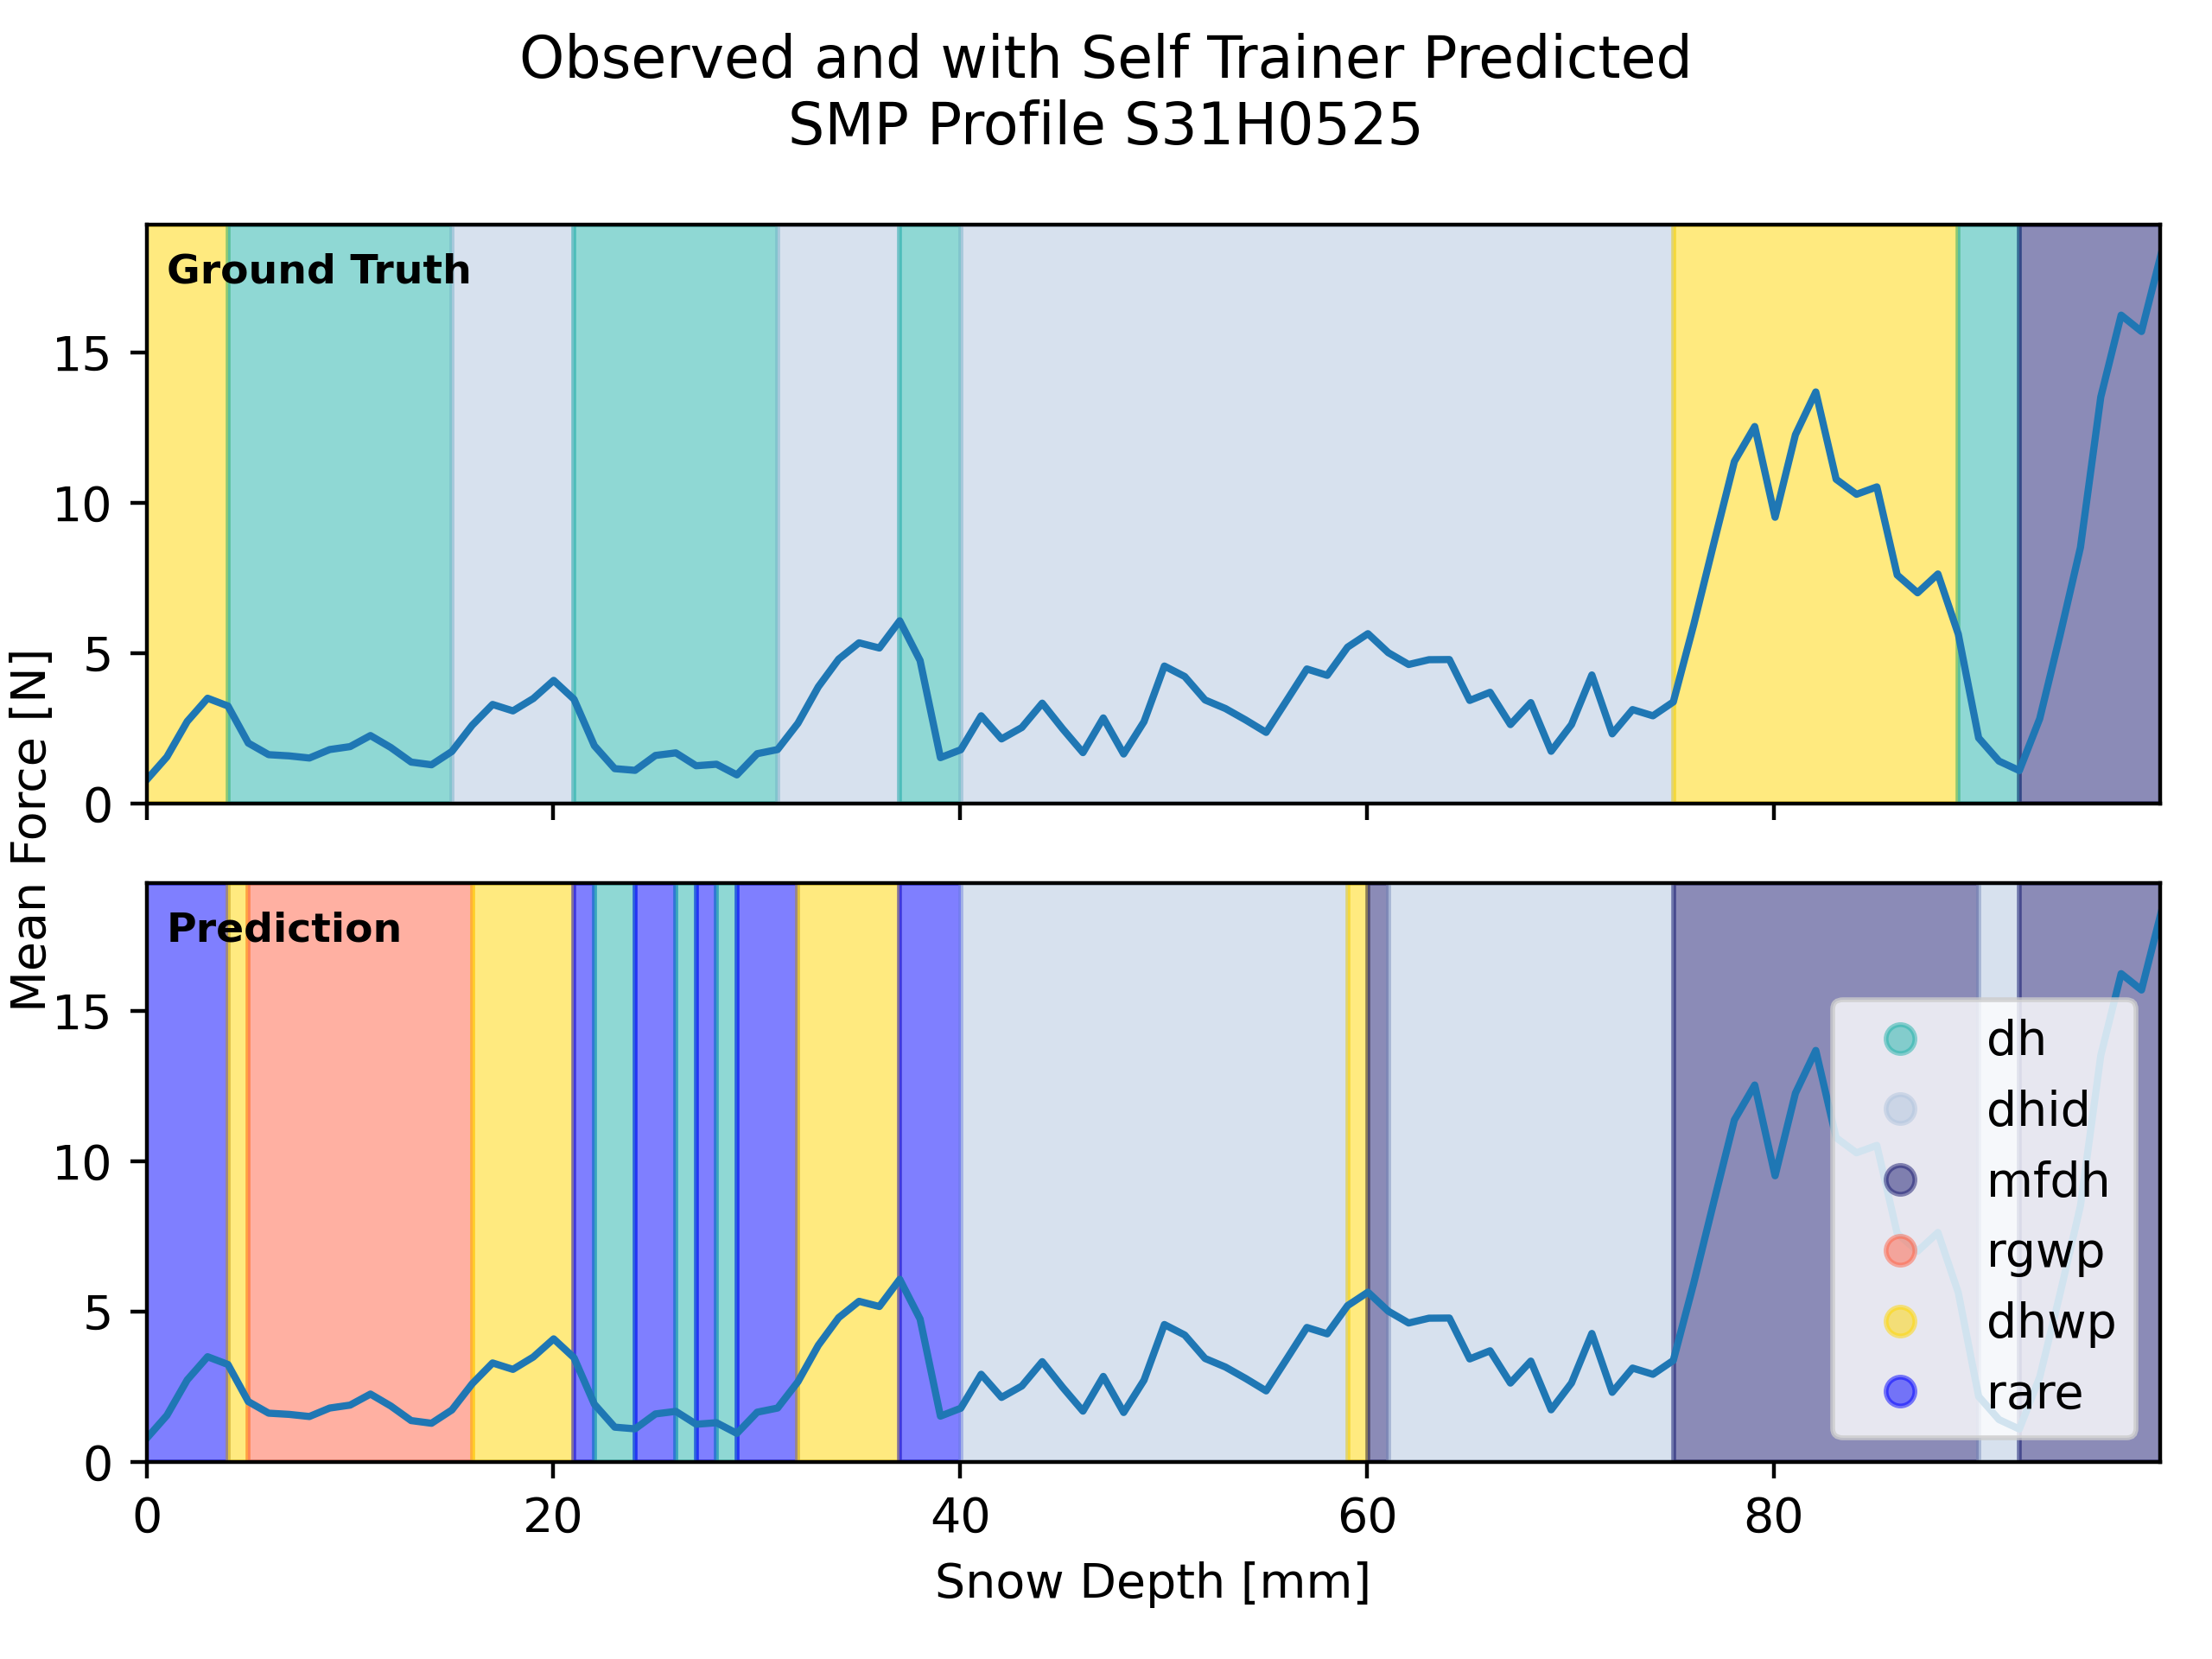 Observed and with Self Trainer Predicted
SMP Profile S31H0525
Ground Truth
15
10
5
0
Mean Force [N]
Prediction
15
10
5
0
dh
dhid
mfdh
rgwp
dhwp
rare
0 20 40 60 80
Snow Depth [mm]